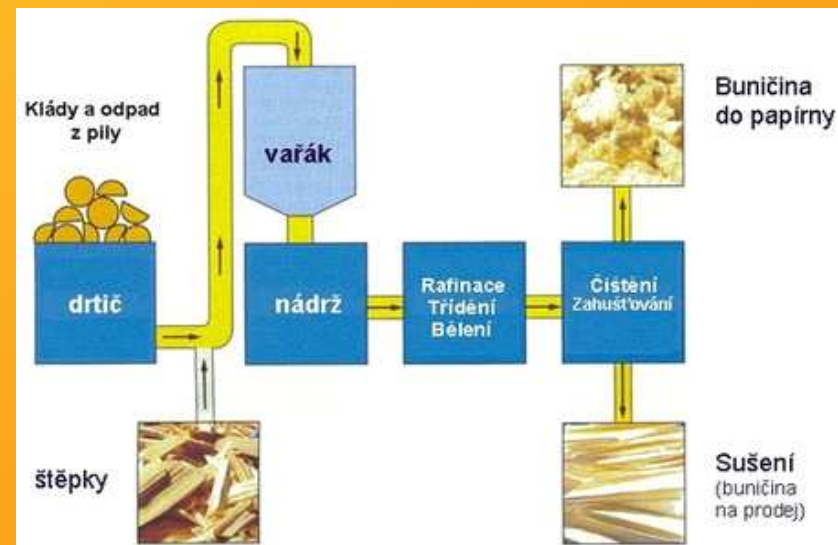 Klády a odpad
z pily
drtič
štěpky
vařák
nádrž
Rafinace
Třídění
Bělení
Čištění
Zahušťování
Buničina
do papírny
Sušení
(buničina
na prodej)